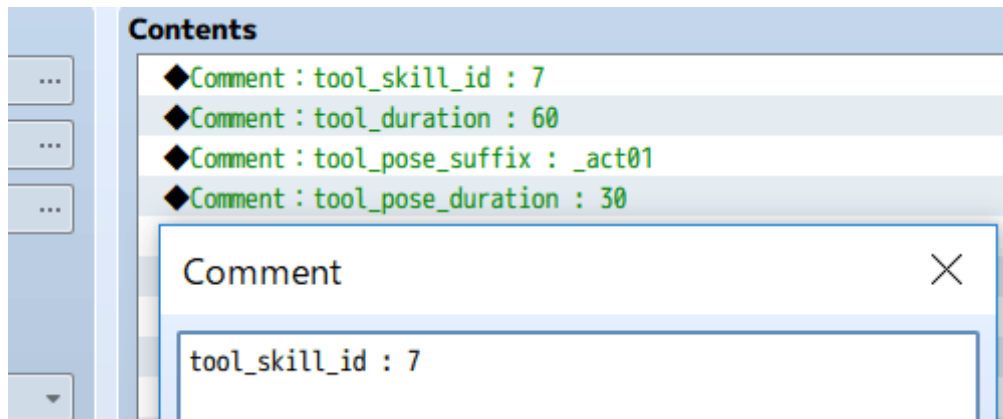 Contents
◆Comment：tool_skill_id : 7
◆Comment：tool_duration : 60
◆Comment：tool_pose_suffix : _act01
◆Comment：tool_pose_duration : 30
Comment
tool_skill_id : 7
...
...
...